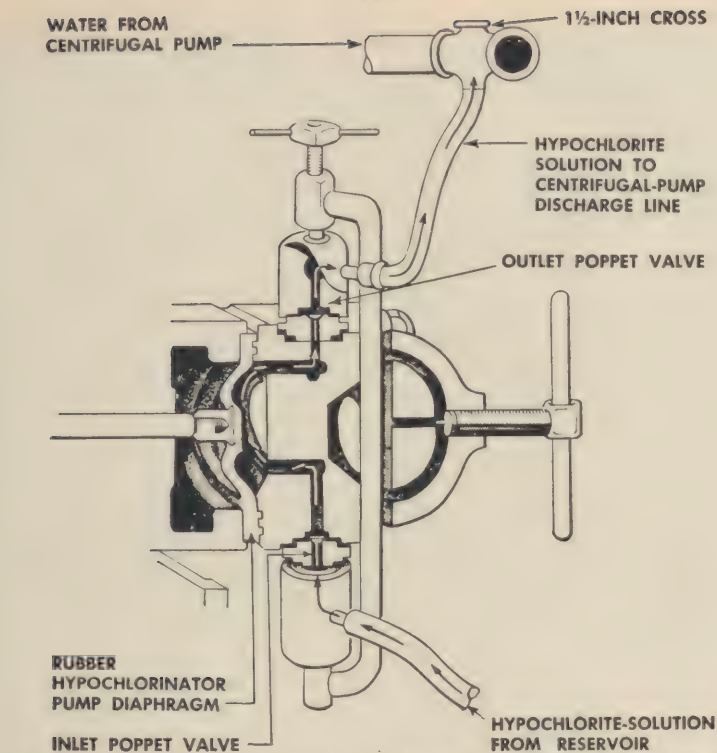 WATER FROM
CENTRIFUGAL PUMP
1½-INCH CROSS
HYPOCHLORITE
SOLUTION TO
CENTRIFUGAL-PUMP
DISCHARGE LINE
OUTLET POPPET VALVE
RUBBER
HYPOCHLORINATOR
PUMP DIAPHRAGM
INLET POPPET VALVE
HYPOCHLORITE-SOLUTION
FROM RESERVOIR